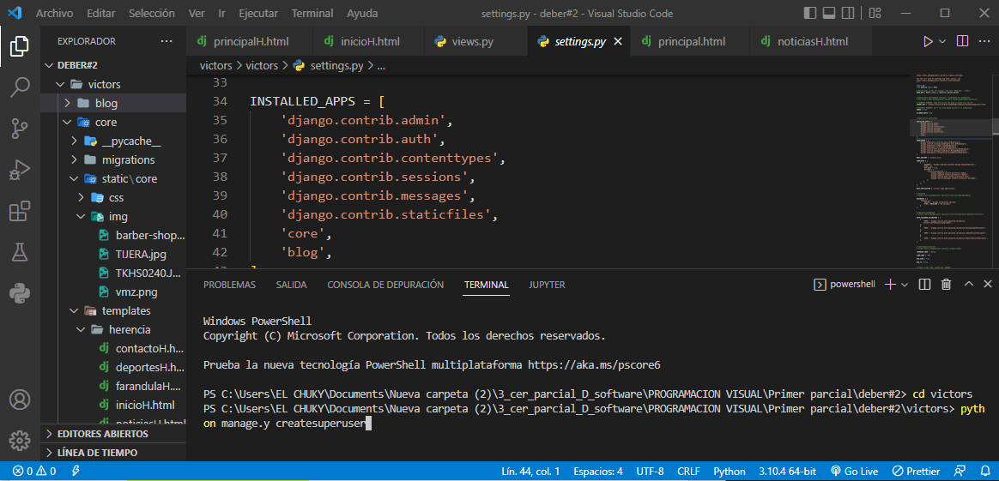 Archivo Editar Selección Ver Ir Ejecutar Terminal Ayuda settings.py - deber#2 - Visual Studio Code
EXPLORADOR ...
principalH.html inicioH.html views.py settings.py principal.html noticiasH.html
DEBER#2
victors > victors > settings.py > ...
victors
blog
core
__pycache__
migrations
static\core
css
img
barber-shop...
TIJERA.jpg
TKHS0240.J...
vmz.png
templates
herencia
contactoH.h...
deportesH.h...
farandulaH....
inicioH.html
noticiasH.html
EDITORES ABIERTOS
LÍNEA DE TIEMPO
33
34 INSTALLED_APPS = [
35 'django.contrib.admin',
36 'django.contrib.auth',
37 'django.contrib.contenttypes',
38 'django.contrib.sessions',
39 'django.contrib.messages',
40 'django.contrib.staticfiles',
41 'core',
42 'blog',
PROBLEMAS SALIDA CONSOLA DE DEPURACIÓN TERMINAL JUPYTER powershell
Windows PowerShell
Copyright (C) Microsoft Corporation. Todos los derechos reservados.
Prueba la nueva tecnología PowerShell multiplataforma https://aka.ms/pscore6
PS C:\Users\EL CHUKY\Documents\Nueva carpeta (2)\3_cer_parcial_D_software\PROGRAMACION VISUAL\Primer parcial\deber#2> cd victors
PS C:\Users\EL CHUKY\Documents\Nueva carpeta (2)\3_cer_parcial_D_software\PROGRAMACION VISUAL\Primer parcial\deber#2\victors> pyth
on manage.y createsuperuser
0 0 Lín. 44, col. 1 Espacios: 4 UTF-8 CRLF Python 3.10.4 64-bit Go Live Prettier